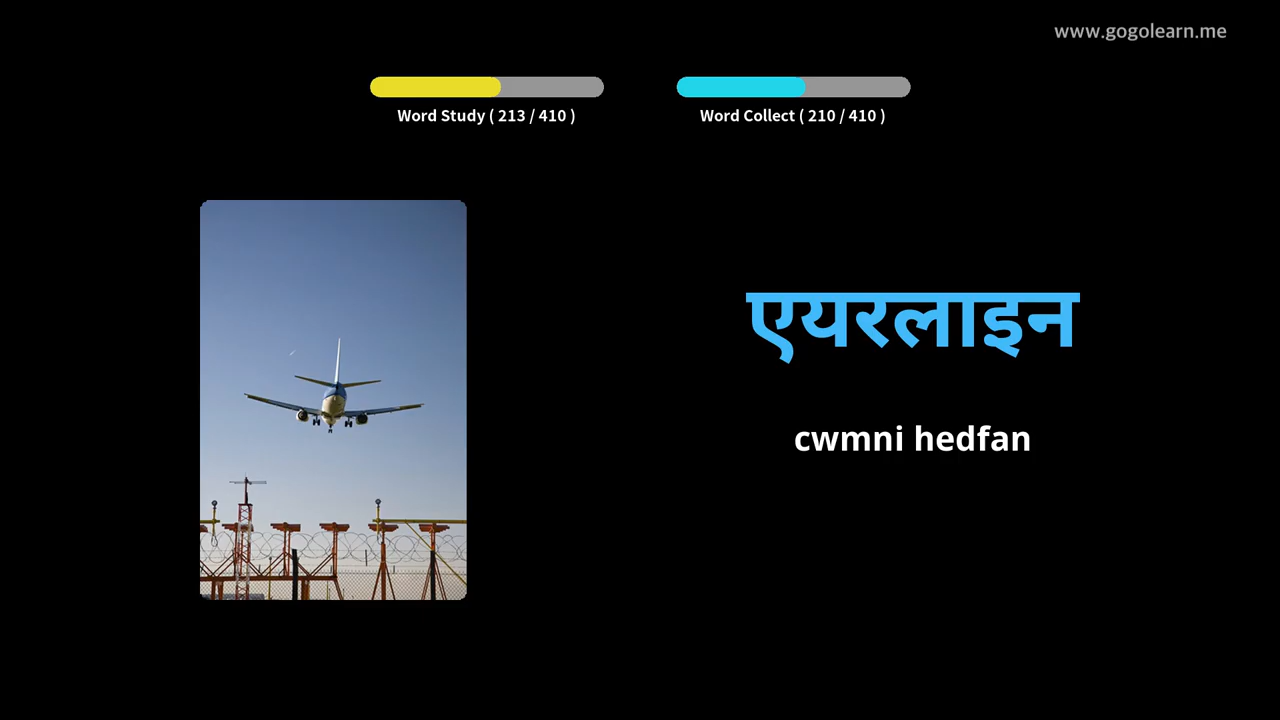 www.gogolearn.me
Word Study ( 213 / 410 )
Word Collect ( 210 / 410 )
एयरलाइन
cwmni hedfan